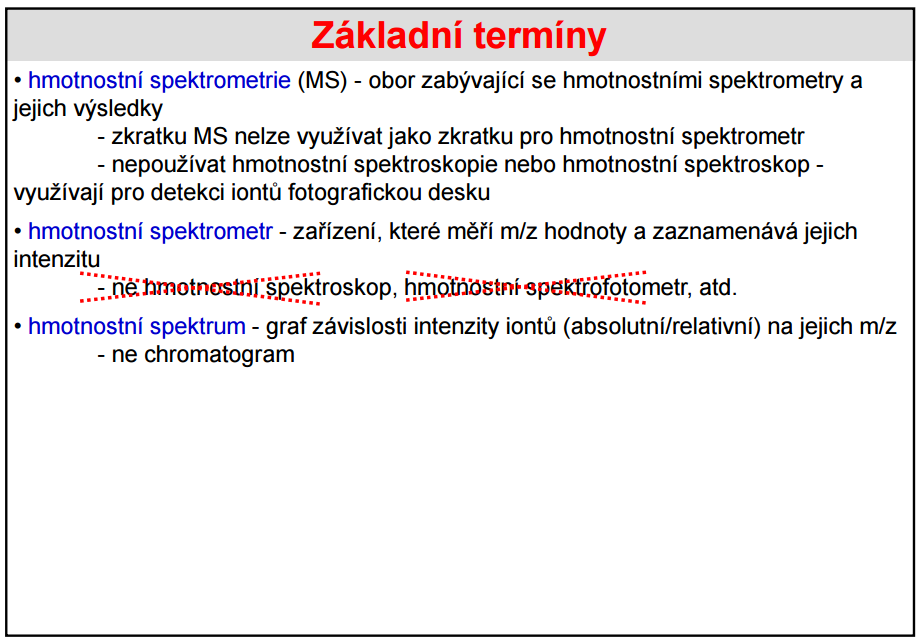 Základní termíny
• hmotnostní spektrometrie (MS) - obor zabývající se hmotnostními spektrometry a
jejich výsledky
- zkratku MS nelze využívat jako zkratku pro hmotnostní spektrometr
- nepoužívat hmotnostní spektroskopie nebo hmotnostní spektroskop -
využívají pro detekci iontů fotografickou desku
• hmotnostní spektrometr - zařízení, které měří m/z hodnoty a zaznamenává jejich
intenzitu
- ne hmotnostní spektroskop, hmotnostní spektrofotometr, atd.
• hmotnostní spektrum - graf závislosti intenzity iontů (absolutní/relativní) na jejich m/z
- ne chromatogram